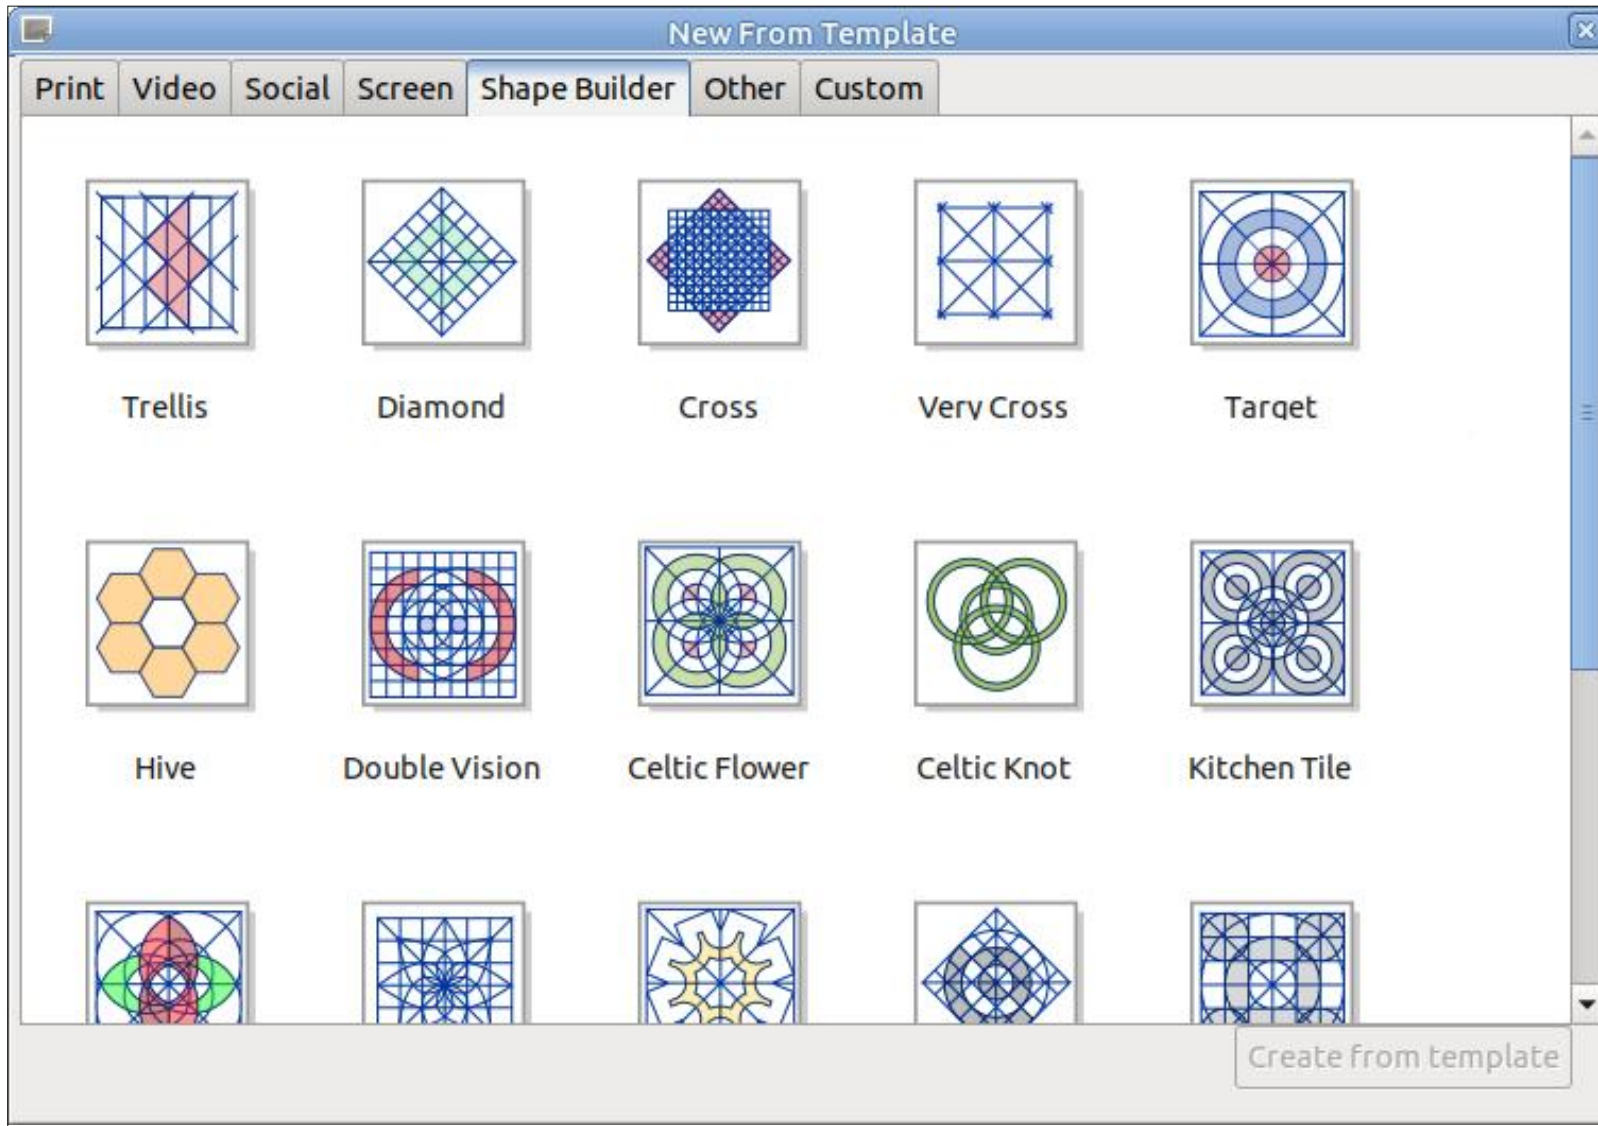 New From Template
Print Video Social Screen Shape Builder Other Custom
Trellis Diamond Cross Very Cross Target
Hive Double Vision Celtic Flower Celtic Knot Kitchen Tile
Create from template